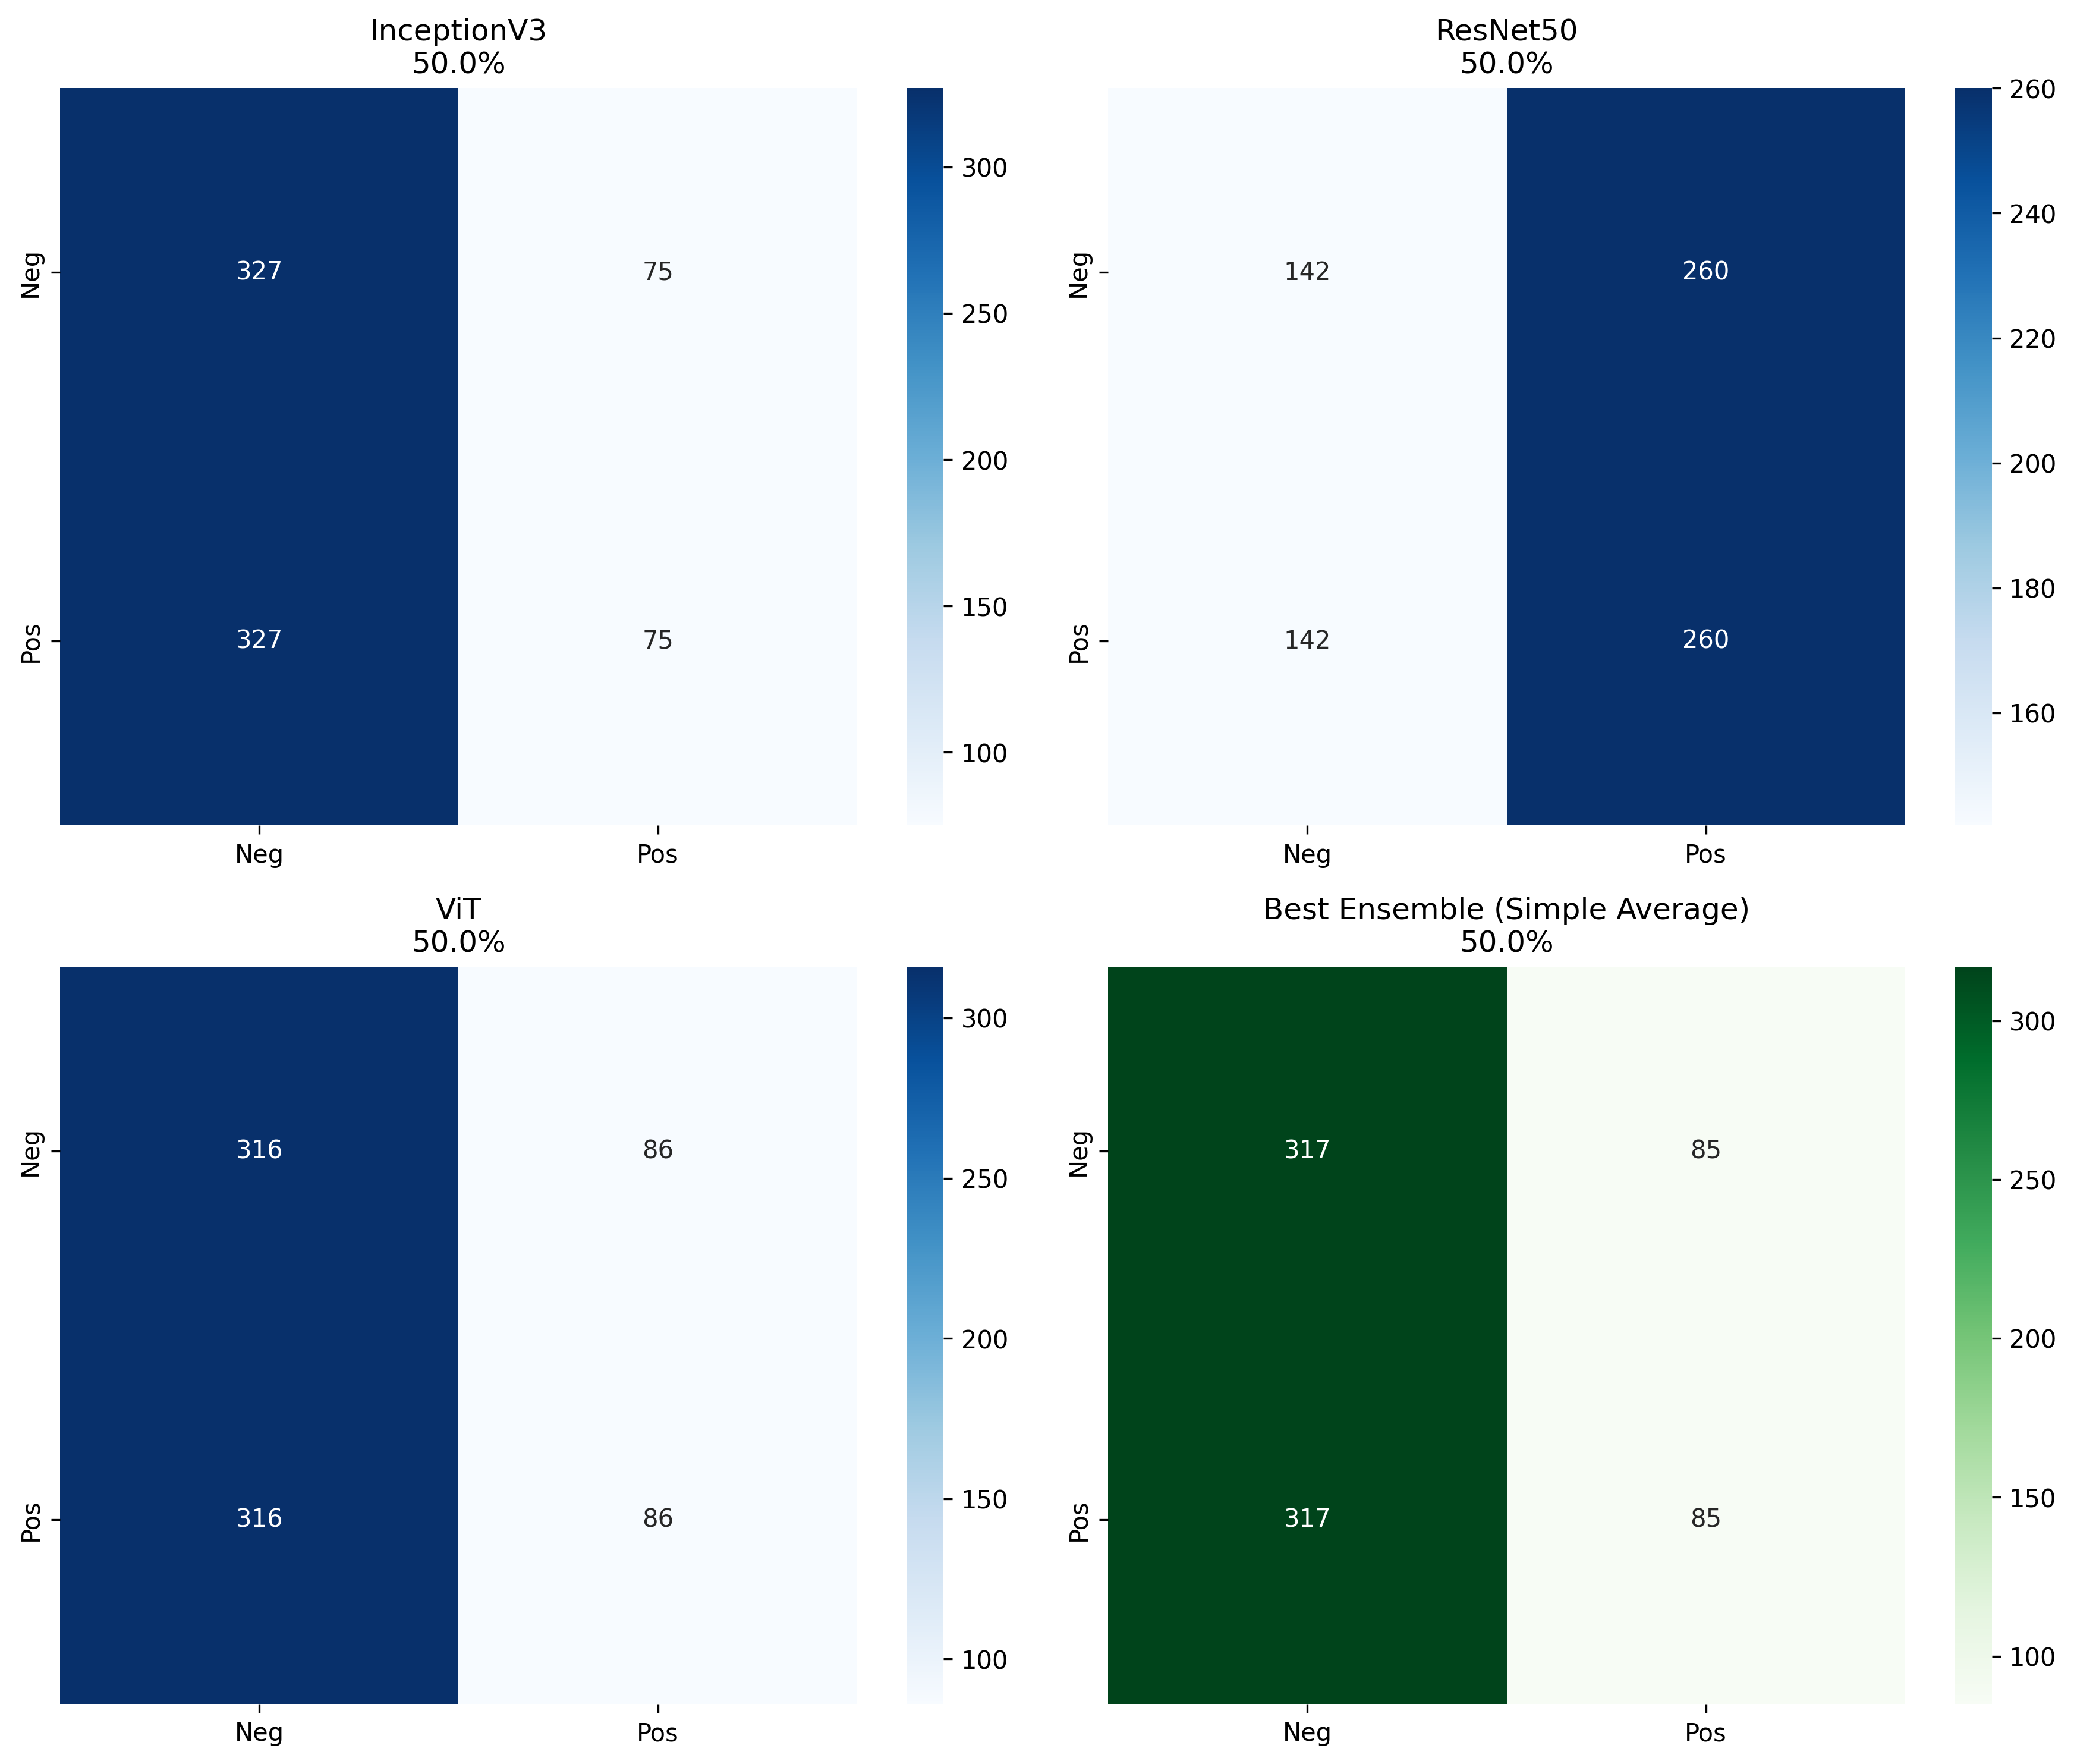 InceptionV3
50.0%
Neg
327
75
Pos
327
75
Neg
Pos
300
250
200
150
100
ResNet50
50.0%
Neg
142
260
Pos
142
260
Neg
Pos
260
240
220
200
180
160
ViT
50.0%
Neg
316
86
Pos
316
86
Neg
Pos
300
250
200
150
100
Best Ensemble (Simple Average)
50.0%
Neg
317
85
Pos
317
85
Neg
Pos
300
250
200
150
100